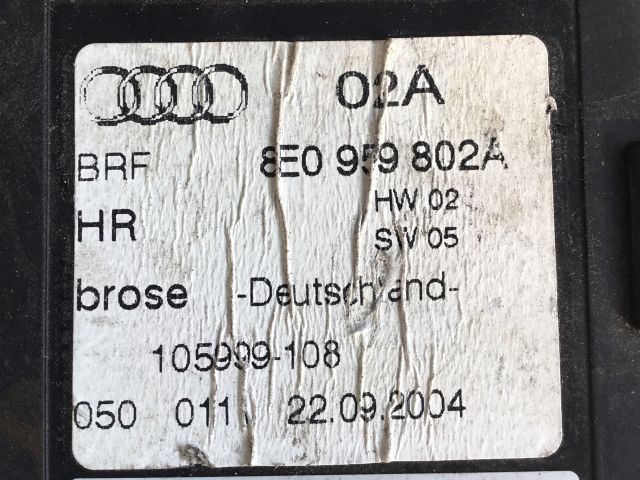 02A
BRF 8E0 959 802A
HW 02
HR
SW 05
brose -Deutschland-
105999-108
050 011 22.09.2004